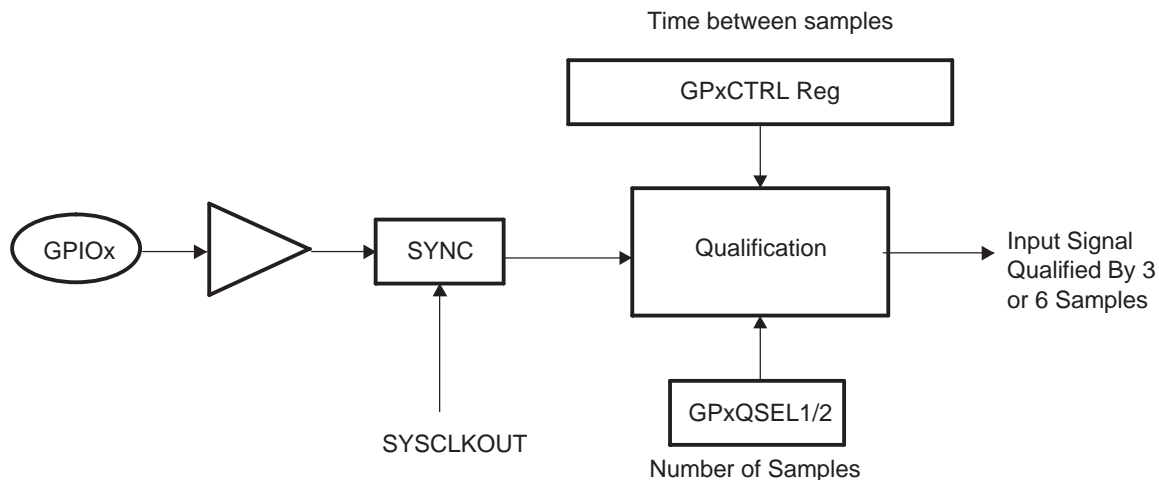 Time between samples
GPxCTRL Reg
GPIOx
SYNC
Qualification
Input Signal
Qualified By 3
or 6 Samples
GPxQSEL1/2
SYSCLKOUT
Number of Samples